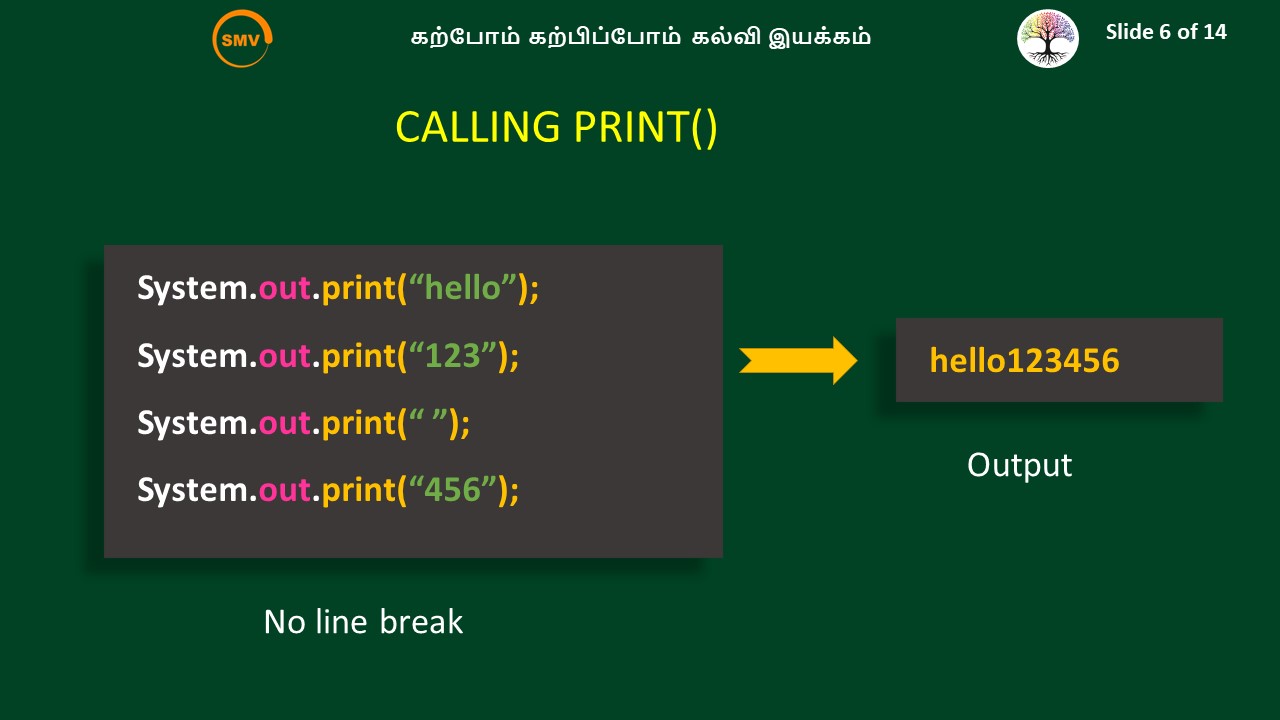 SMV
கற்போம் கற்பிப்போம் கல்வி இயக்கம்
Slide 6 of 14
CALLING PRINT()
System.out.print(“hello”);
System.out.print(“123”);
System.out.print(“ ”);
System.out.print(“456”);
hello123456
Output
No line break